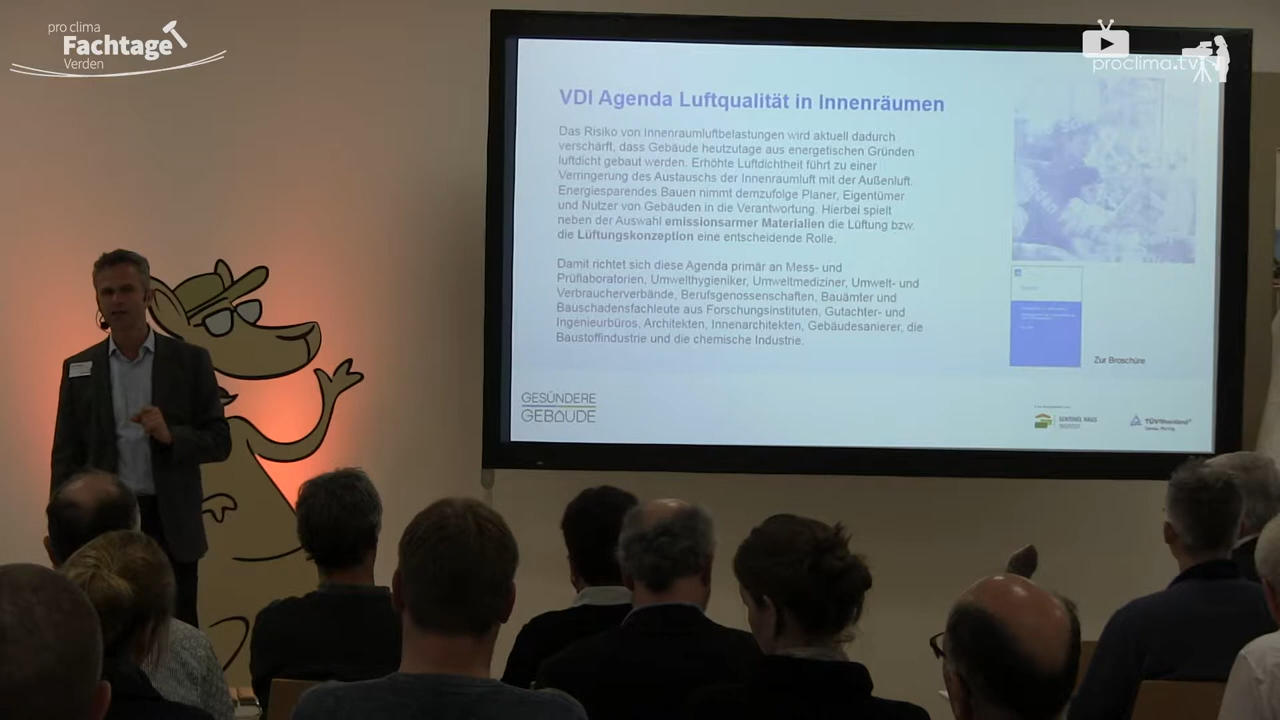 pro clima
Fachtage
Verden
proclima.tv
VDI Agenda Luftqualität in Innenräumen
Das Risiko von Innenraumluftbelastungen wird aktuell dadurch
verschärft, dass Gebäude heutzutage aus energetischen Gründen
luftdicht gebaut werden. Erhöhte Luftdichtheit führt zu einer
Verringerung des Austauschs der Innenraumluft mit der Außenluft.
Energiesparendes Bauen nimmt demzufolge Planer, Eigentümer
und Nutzer von Gebäuden in die Verantwortung. Hierbei spielt
neben der Auswahl emissionsarmer Materialien die Lüftung bzw.
die Lüftungskonzeption eine entscheidende Rolle.
Damit richtet sich diese Agenda primär an Mess- und
Prüflaboratorien, Umwelthygieniker, Umweltmediziner, Umwelt- und
Verbraucherverbände, Berufsgenossenschaften, Bauämter und
Bauschadensfachleute aus Forschungsinstituten, Gutachter- und
Ingenieurbüros, Architekten, Innenarchitekten, Gebäudesanierer, die
Baustoffindustrie und die chemische Industrie.
Zur Broschüre
GESÜNDERE
GEBÄUDE
SENTINEL HAUS
INSTITUT
TÜVRheinland